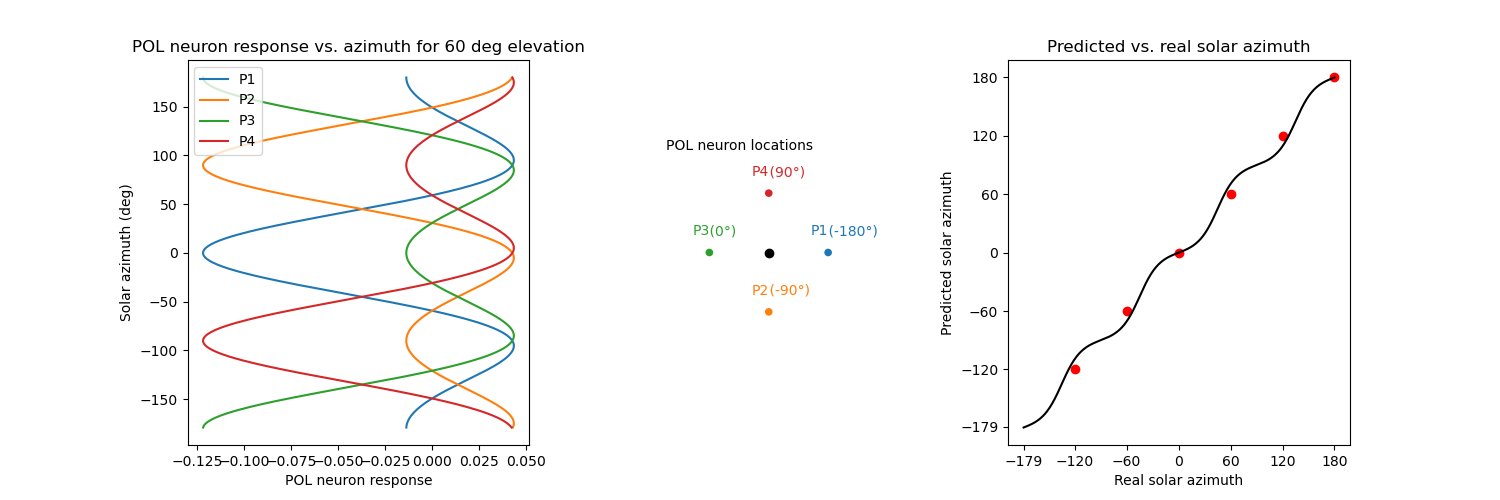 POL neuron response vs. azimuth for 60 deg elevation
P1
P2
P3
P4
150
100
50
0
−50
−100
−150
Solar azimuth (deg)
−0.125 −0.100 −0.075 −0.050 −0.025 0.000 0.025 0.050
POL neuron response
POL neuron locations
P4 (90°)
P3 (0°) P1 (-180°)
P2 (-90°)
Predicted vs. real solar azimuth
180
120
60
0
−60
−120
−179
Predicted solar azimuth
−179 −120 −60 0 60 120 180
Real solar azimuth